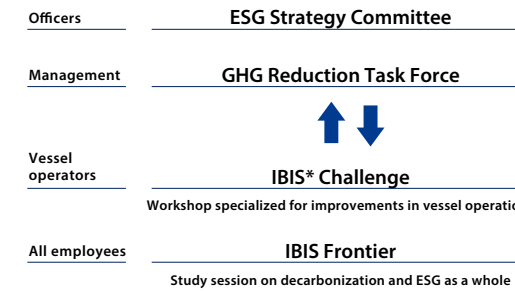 Officers ESG Strategy Committee
Management GHG Reduction Task Force
Vessel
operators IBIS* Challenge
Workshop specialized for improvements in vessel
All employees IBIS Frontier
Study session on decarbonization and ESG as a whole